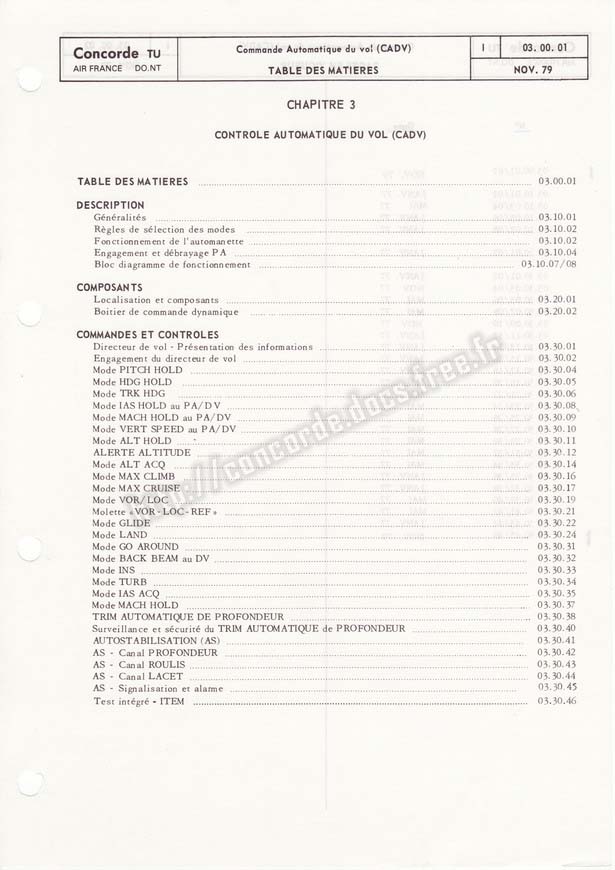 Concorde TU
AIR FRANCE DO.NT
Commande Automatique du vol (CADV)
TABLE DES MATIERES
I
03. 00. 01
NOV. 79
CHAPITRE 3
CONTROLE AUTOMATIQUE DU VOL (CADV)
TABLE DES MATIERES 03.00.01
DESCRIPTION
Généralités 03.10.01
Règles de sélection des modes 03.10.02
Fonctionnement de l'automanette 03.10.02
Engagement et débrayage PA 03.10.04
Bloc diagramme de fonctionnement 03.10.07/08
COMPOSANTS
Localisation et composants 03.20.01
Boitier de commande dynamique 03.20.02
COMMANDES ET CONTROLES
Directeur de vol - Présentation des informations 03.30.01
Engagement du directeur de vol 03.30.02
Mode PITCH HOLD 03.30.04
Mode HDG HOLD 03.30.05
Mode TRK HDG 03.30.06
Mode IAS HOLD au PA/DV 03.30.08
Mode MACH HOLD au PA/DV 03.30.09
Mode VERT SPEED au PA/DV 03.30.10
Mode ALT HOLD 03.30.11
ALERTE ALTITUDE 03.30.12
Mode ALT ACQ 03.30.14
Mode MAX CLIMB 03.30.16
Mode MAX CRUISE 03.30.17
Mode VOR/LOC 03.30.19
Molette «VOR-LOC-REF» 03.30.21
Mode GLIDE 03.30.22
Mode LAND 03.30.24
Mode GO AROUND 03.30.31
Mode BACK BEAM au DV 03.30.32
Mode INS 03.30.33
Mode TURB 03.30.34
Mode IAS ACQ 03.30.35
Mode MACH HOLD 03.30.37
TRIM AUTOMATIQUE DE PROFONDEUR 03.30.38
Surveillance et sécurité du TRIM AUTOMATIQUE de PROFONDEUR 03.30.40
AUTOSTABILISATION (AS) 03.30.41
AS - Canal PROFONDEUR 03.30.42
AS - Canal ROULIS 03.30.43
AS - Canal LACET 03.30.44
AS - Signalisation et alarme 03.30.45
Test intégré - ITEM 03.30.46
http://concorde.docs.free.fr